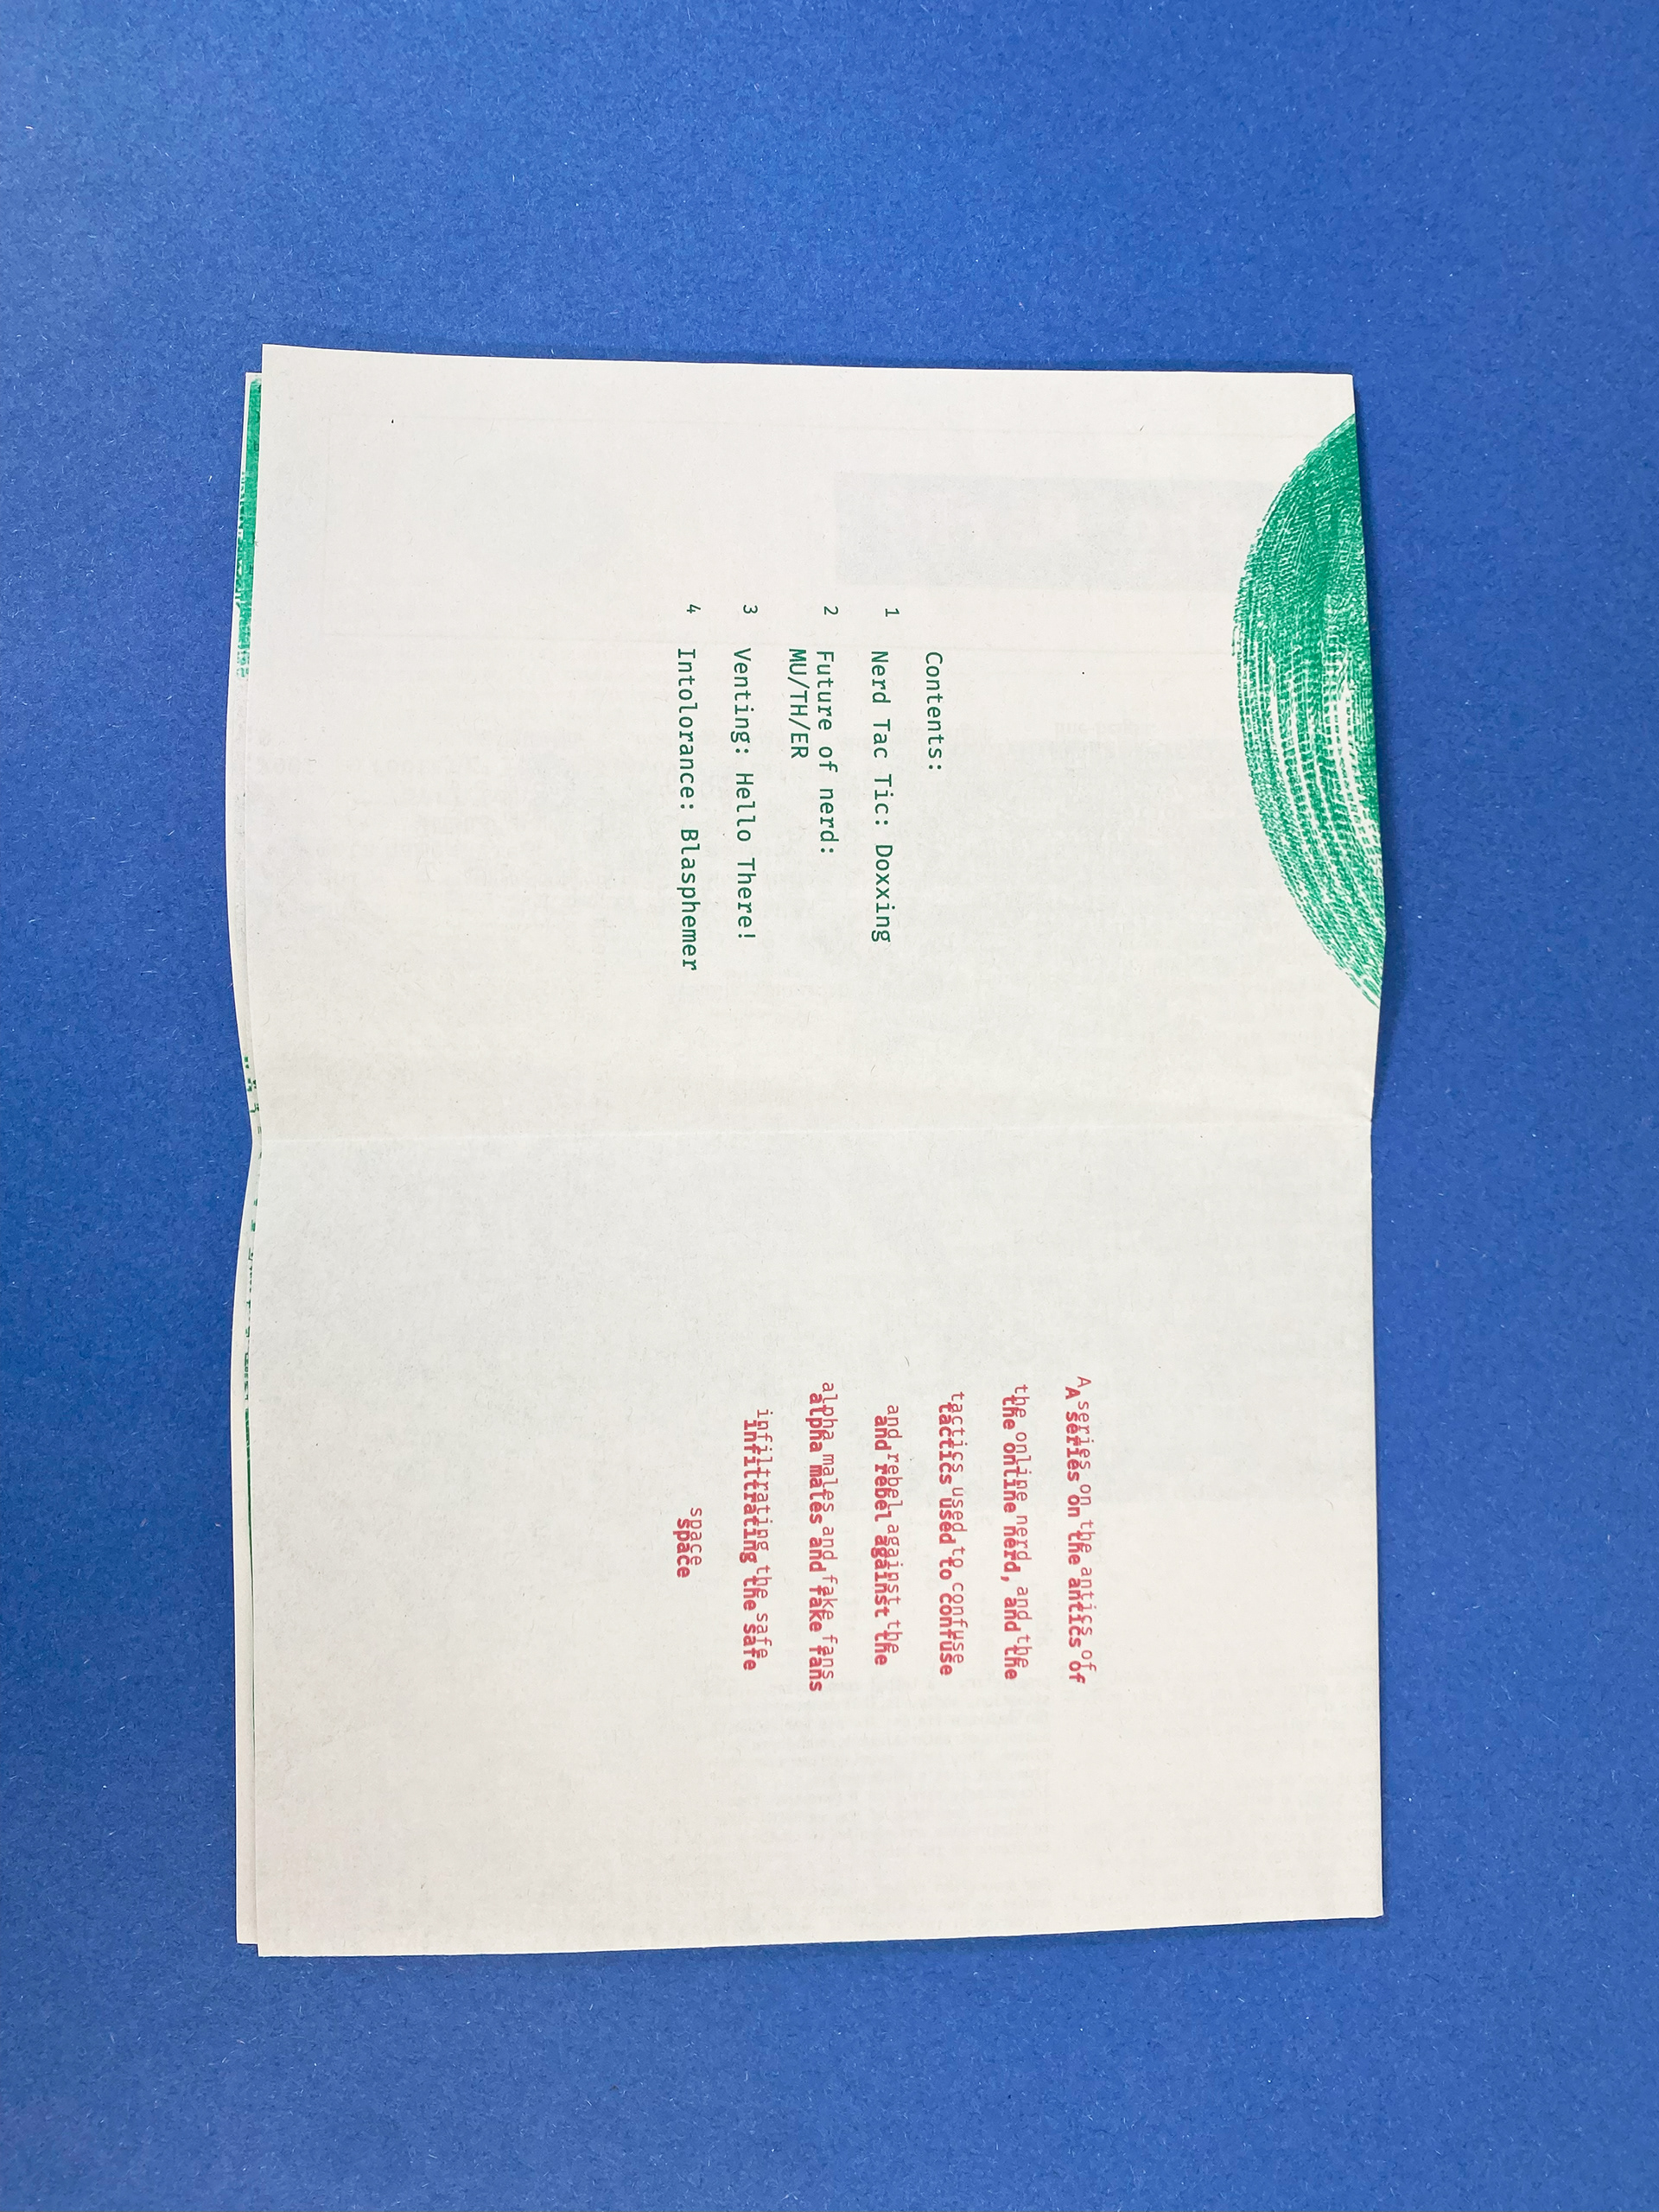 Contents:
1 Nerd Tac Tic: Doxxing
2 Future of nerd:
MU/TH/ER
3 Venting: Hello There!
4 Intolorance: Blasphemer
A series on the antics of
the online nerd, and the
tactics used to confuse
and rebel against the
alpha males and fake fans
infiltrating the safe
space